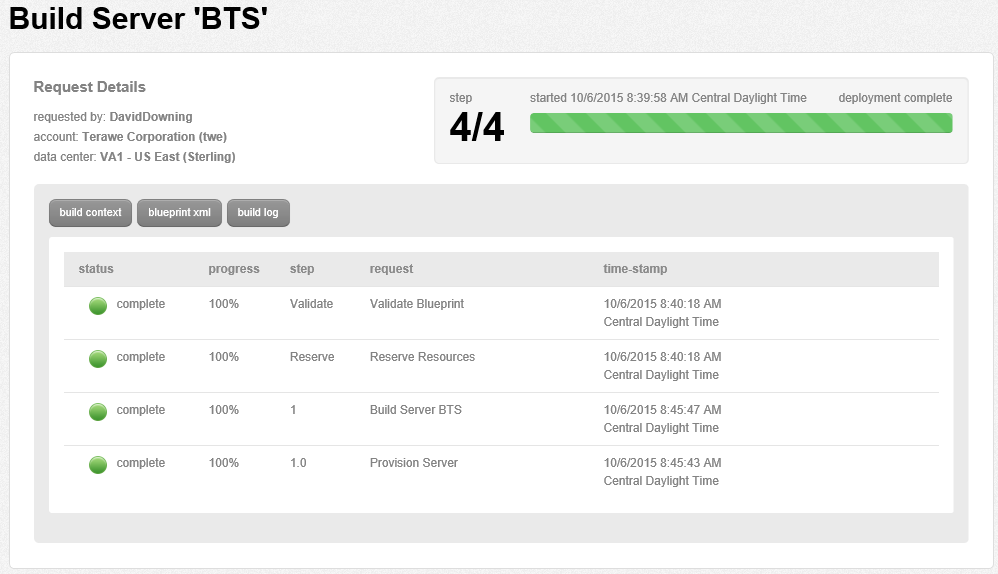 Build Server 'BTS'
Request Details
requested by: DavidDowning
account: Terawe Corporation (twe)
data center: VA1 - US East (Sterling)
step
4/4
started 10/6/2015 8:39:58 AM Central Daylight Time
deployment complete
build context
blueprint xml
build log
status progress step request time-stamp
complete 100% Validate Validate Blueprint 10/6/2015 8:40:18 AM
Central Daylight Time
complete 100% Reserve Reserve Resources 10/6/2015 8:40:18 AM
Central Daylight Time
complete 100% 1 Build Server BTS 10/6/2015 8:45:47 AM
Central Daylight Time
complete 100% 1.0 Provision Server 10/6/2015 8:45:43 AM
Central Daylight Time